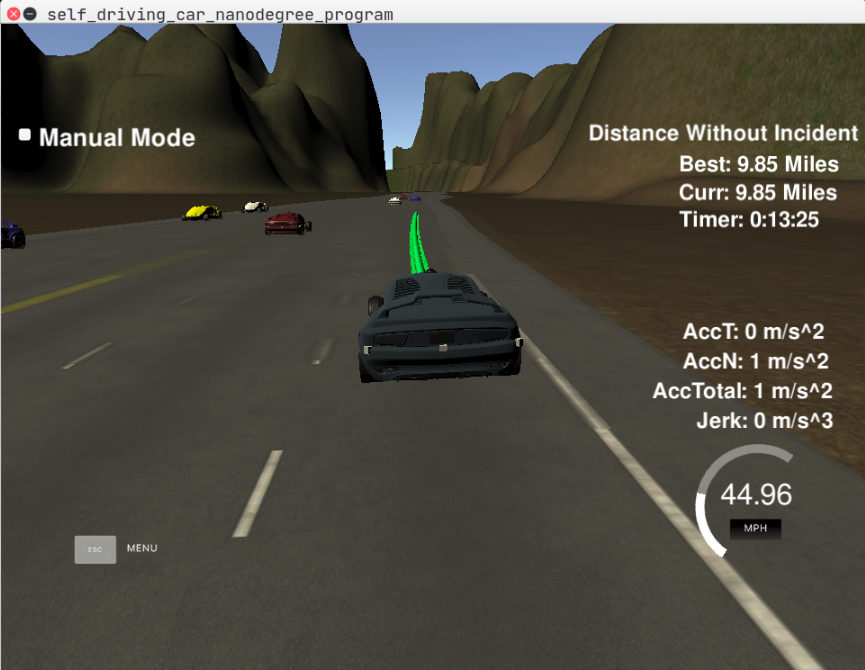 self_driving_car_nanodegree_program
Manual Mode
Distance Without Incident
Best: 9.85 Miles
Curr: 9.85 Miles
Timer: 0:13:25
AccT: 0 m/s^2
AccN: 1 m/s^2
AccTotal: 1 m/s^2
Jerk: 0 m/s^3
44.96
MPH
ESC MENU